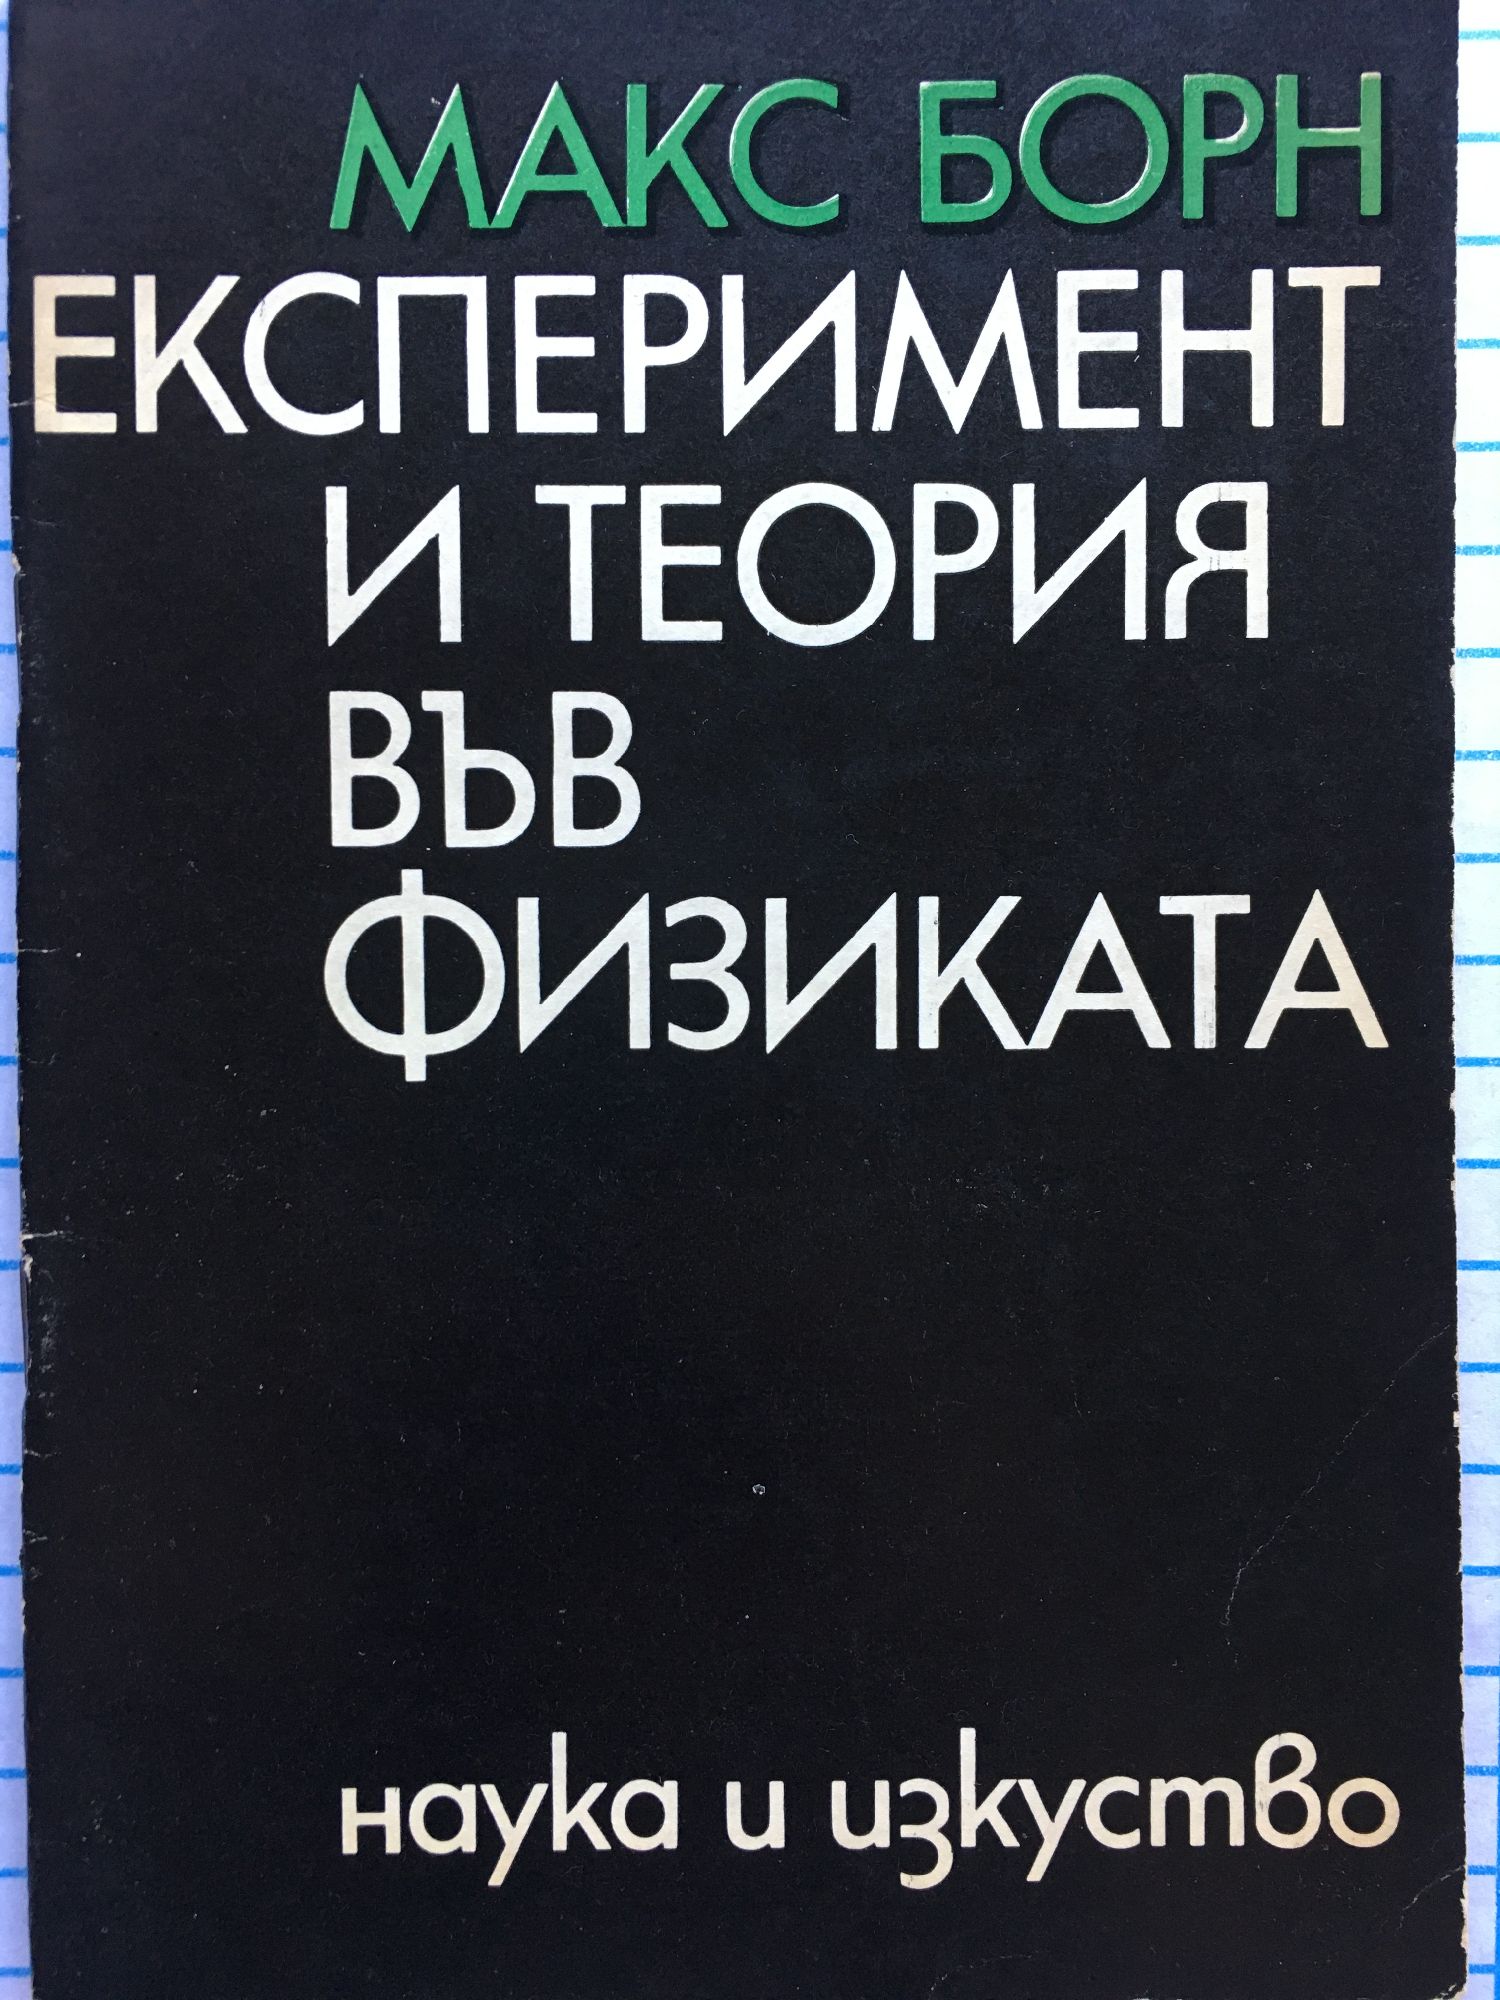 МАКС БОРН
ЕКСПЕРИМЕНТ
И ТЕОРИЯ
ВЪВ
ФИЗИКАТА
наука и изкуство